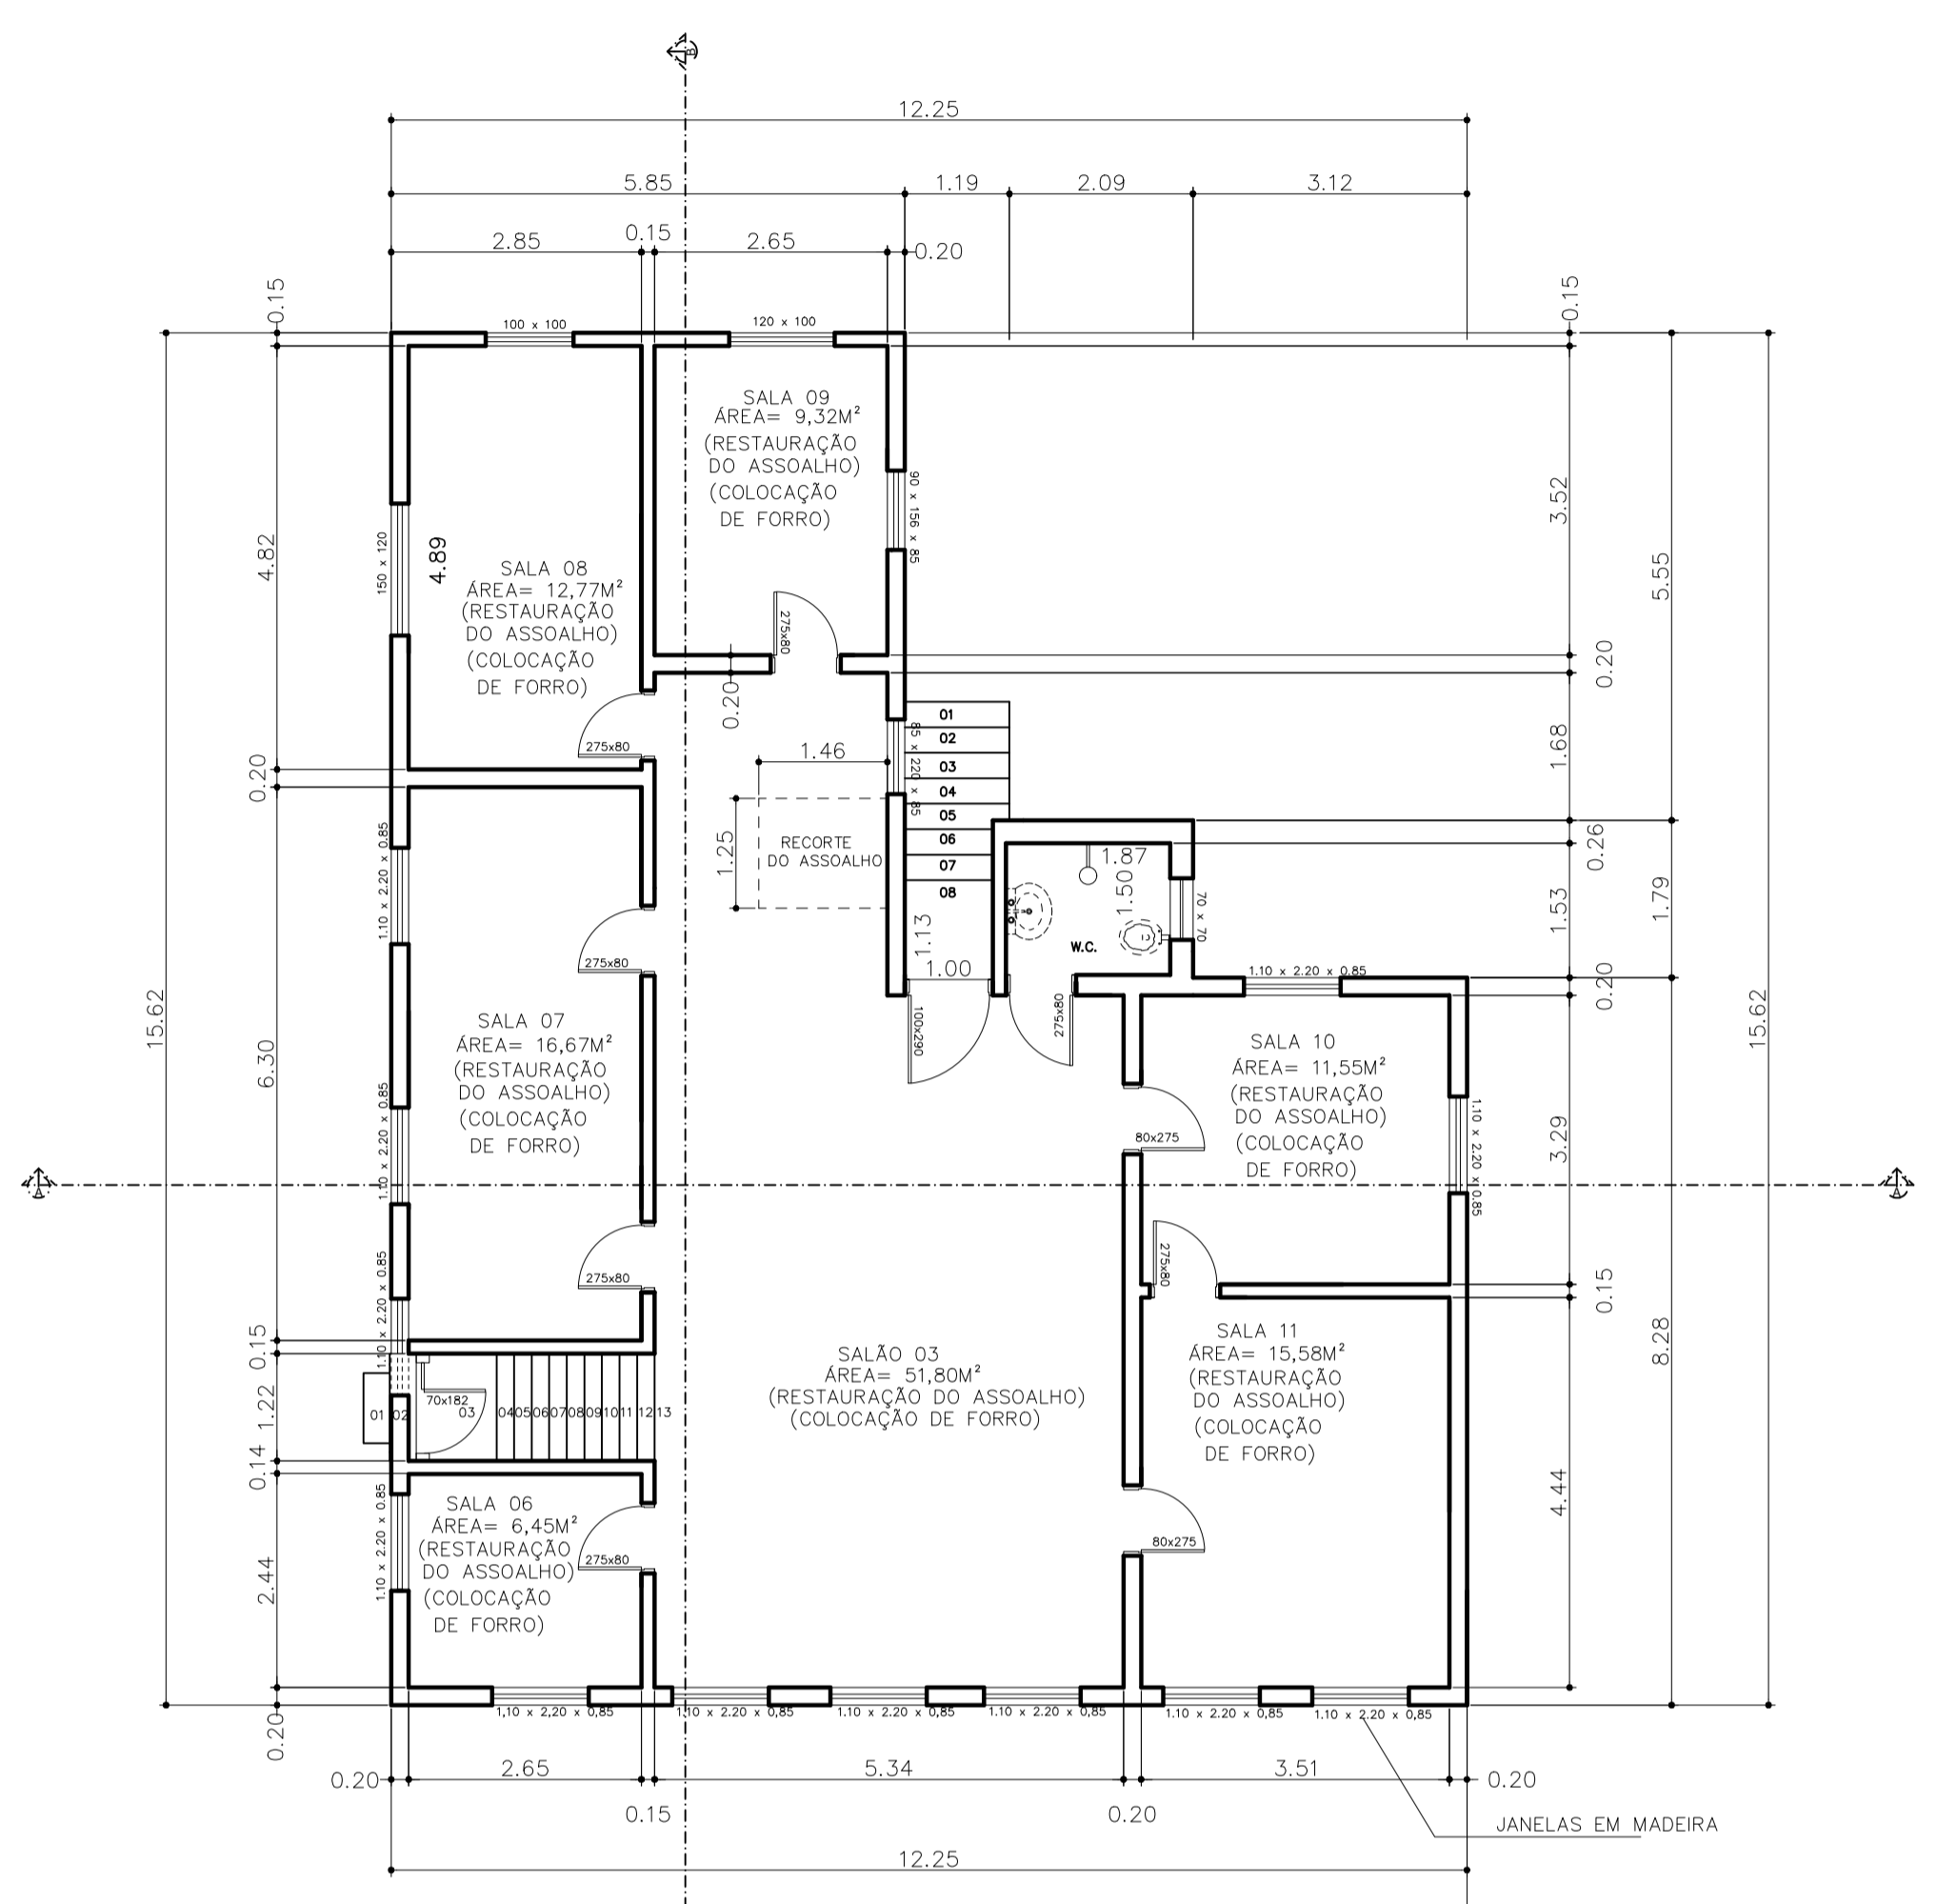 B
12.25
5.85
1.19
2.09
3.12
2.85
0.15
2.65
0.20
0.15
0.15
100 x 100
120 x 100
SALA 09
ÁREA= 9,32M²
(RESTAURAÇÃO
DO ASSOALHO)
(COLOCAÇÃO
DE FORRO)
90 x 156 x 85
3.52
4.82
150 x 120
4.89
SALA 08
ÁREA= 12,77M²
(RESTAURAÇÃO
DO ASSOALHO)
(COLOCAÇÃO
DE FORRO)
275x80
5.55
0.20
0.20
275x80
1.46
01
02
03
04
05
06
07
08
85 x 220 x 85
1.68
0.20
1.25
RECORTE
DO ASSOALHO
1.10 x 2.20 x 0.85
1.87
1.50
W.C.
70 x 70
0.26
1.53
1.79
1.13
1.00
275x80
1.10 x 2.20 x 0.85
0.20
15.62
15.62
100x290
275x80
SALA 07
ÁREA= 16,67M²
(RESTAURAÇÃO
DO ASSOALHO)
(COLOCAÇÃO
DE FORRO)
6.30
1.10 x 2.20 x 0.85
SALA 10
ÁREA= 11,55M²
(RESTAURAÇÃO
DO ASSOALHO)
(COLOCAÇÃO
DE FORRO)
80x275
1.10 x 2.20 x 0.85
3.29
A
A
275x80
275x80
1.10 x 2.20 x 0.85
0.15
0.15
8.28
SALÃO 03
ÁREA= 51,80M²
(RESTAURAÇÃO DO ASSOALHO)
(COLOCAÇÃO DE FORRO)
SALA 11
ÁREA= 15,58M²
(RESTAURAÇÃO
DO ASSOALHO)
(COLOCAÇÃO
DE FORRO)
1.22
70x182
01 02 03 04 05 06 07 08 09 10 11 12 13
0.14
4.44
SALA 06
ÁREA= 6,45M²
(RESTAURAÇÃO
DO ASSOALHO)
(COLOCAÇÃO
DE FORRO)
1.10 x 2.20 x 0.85
275x80
80x275
2.44
0.20
1,10 x 2,20 x 0,85
1.10 x 2.20 x 0,85
1.10 x 2.20 x 0,85
1.10 x 2.20 x 0,85
1.10 x 2.20 x 0,85
1.10 x 2.20 x 0,85
0.20
2.65
5.34
3.51
0.20
0.15
0.20
JANELAS EM MADEIRA
12.25